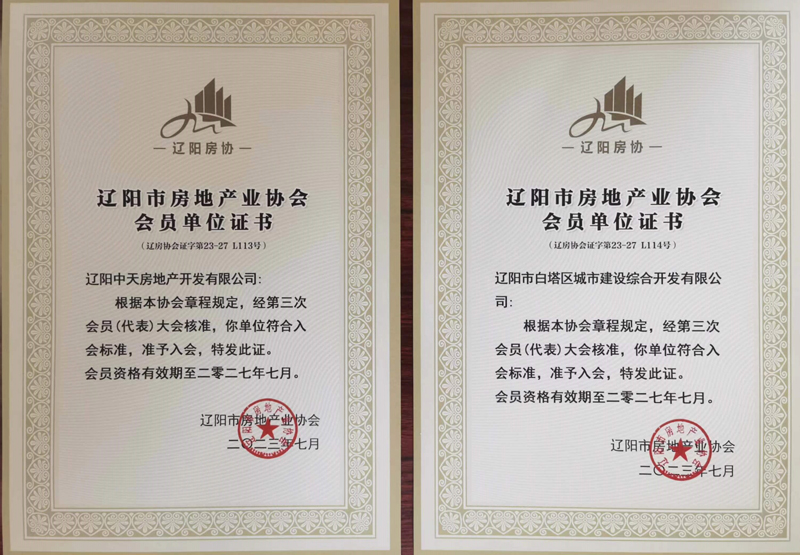 辽阳房协
辽阳市房地产业协会
会员单位证书
（辽房协会证字第23-27 L113号）
辽阳中天房地产开发有限公司：
根据本协会章程规定，经第三次
会员(代表)大会核准，你单位符合入
会标准，准予入会，特发此证。
会员资格有效期至二零二七年七月。
辽阳市房地产业协会
二〇二三年七月
辽阳房协
辽阳市房地产业协会
会员单位证书
（辽房协会证字第23-27 L114号）
辽阳市白塔区城市建设综合开发有限公
司：
根据本协会章程规定，经第三次
会员(代表)大会核准，你单位符合入
会标准，准予入会，特发此证。
会员资格有效期至二零二七年七月。
辽阳市房地产业协会
二〇二三年七月